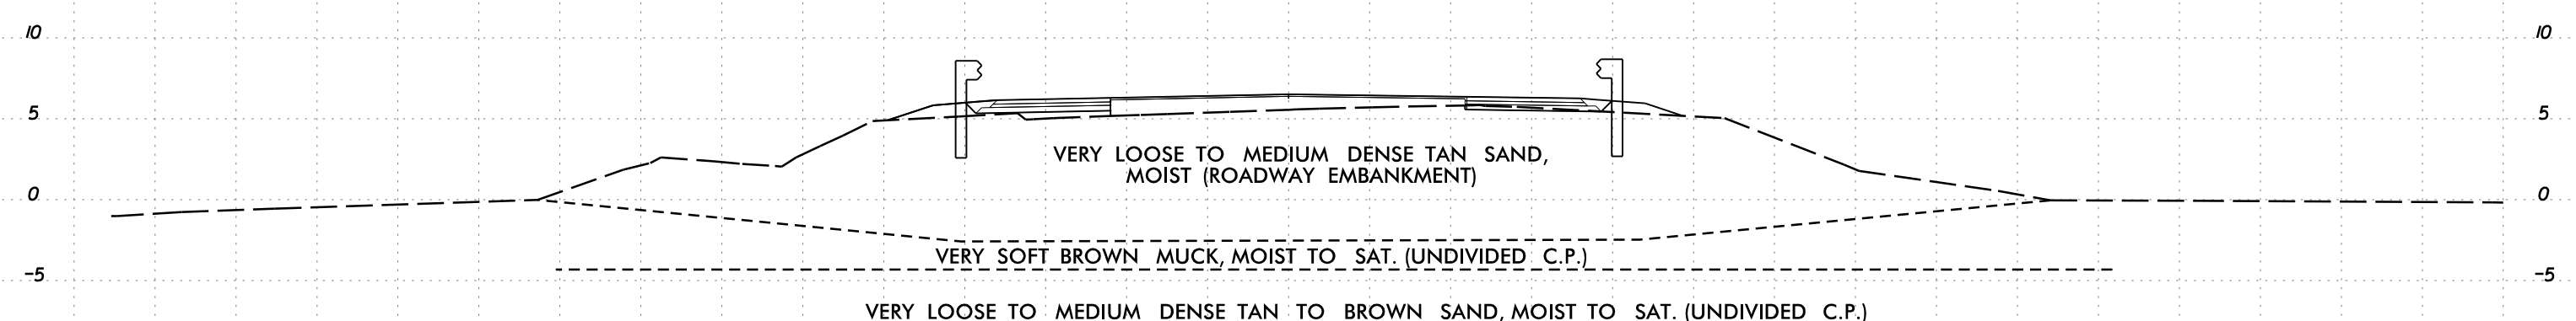 10 10
5 5
VERY LOOSE TO MEDIUM DENSE TAN SAND,
MOIST (ROADWAY EMBANKMENT)
0 0
VERY SOFT BROWN MUCK, MOIST TO SAT. (UNDIVIDED C.P.)
-5 -5
VERY LOOSE TO MEDIUM DENSE TAN TO BROWN SAND, MOIST TO SAT. (UNDIVIDED C.P.)